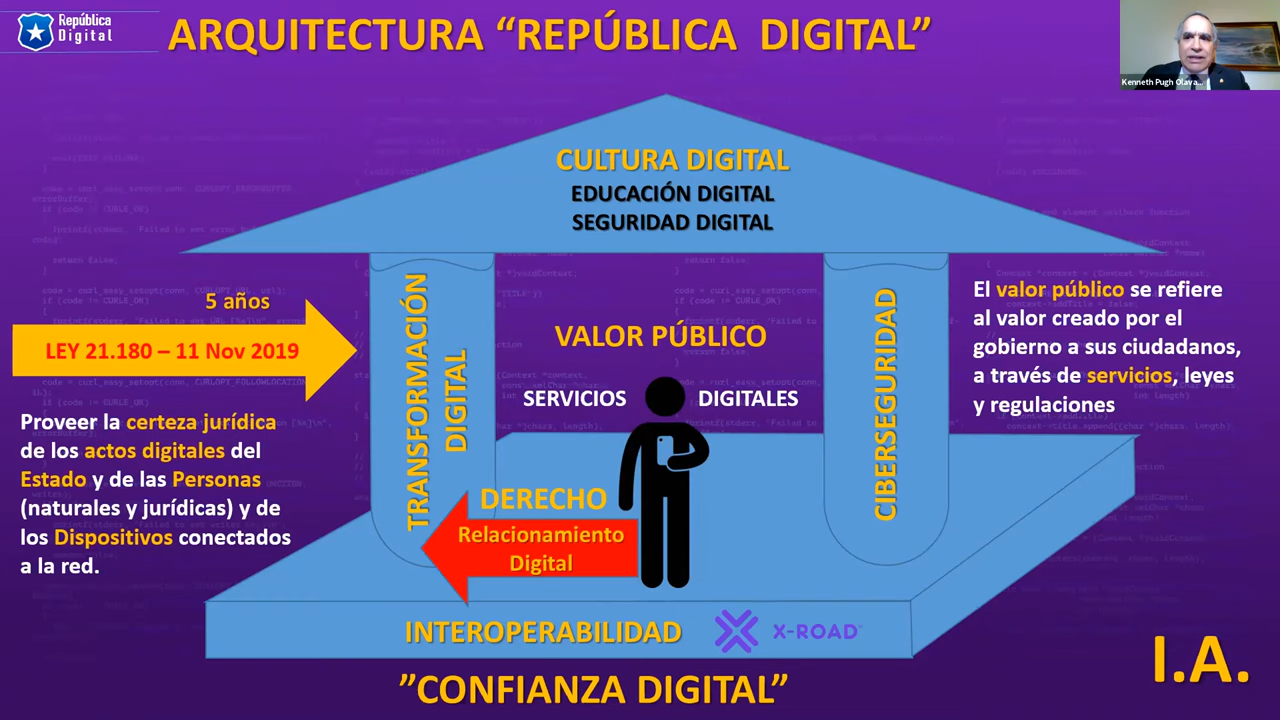 República
Digital
ARQUITECTURA “REPÚBLICA DIGITAL”
Kenneth Pugh Olava...
CULTURA DIGITAL
EDUCACIÓN DIGITAL
SEGURIDAD DIGITAL
5 años
LEY 21.180 – 11 Nov 2019
Proveer la certeza jurídica
de los actos digitales del
Estado y de las Personas
(naturales y jurídicas) y de
los Dispositivos conectados
a la red.
TRANSFORMACIÓN
DIGITAL
VALOR PÚBLICO
SERVICIOS DIGITALES
DERECHO
Relacionamiento
Digital
CIBERSEGURIDAD
El valor público se refiere
al valor creado por el
gobierno a sus ciudadanos,
a través de servicios, leyes
y regulaciones
INTEROPERABILIDAD X-ROAD
”CONFIANZA DIGITAL”
I.A.